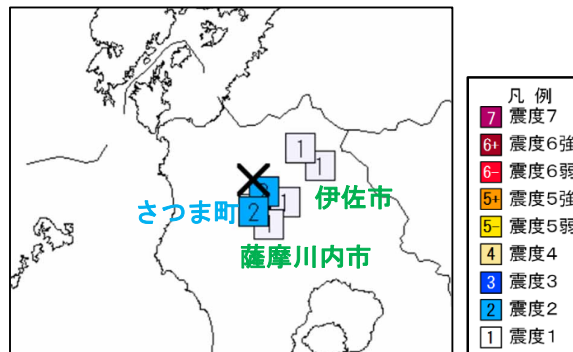 1
1
2
1
2
1
さつま町
伊佐市
薩摩川内市
凡 例
7 震度7
6+ 震度6強
6- 震度6弱
5+ 震度5強
5- 震度5弱
4 震度4
3 震度3
2 震度2
1 震度1